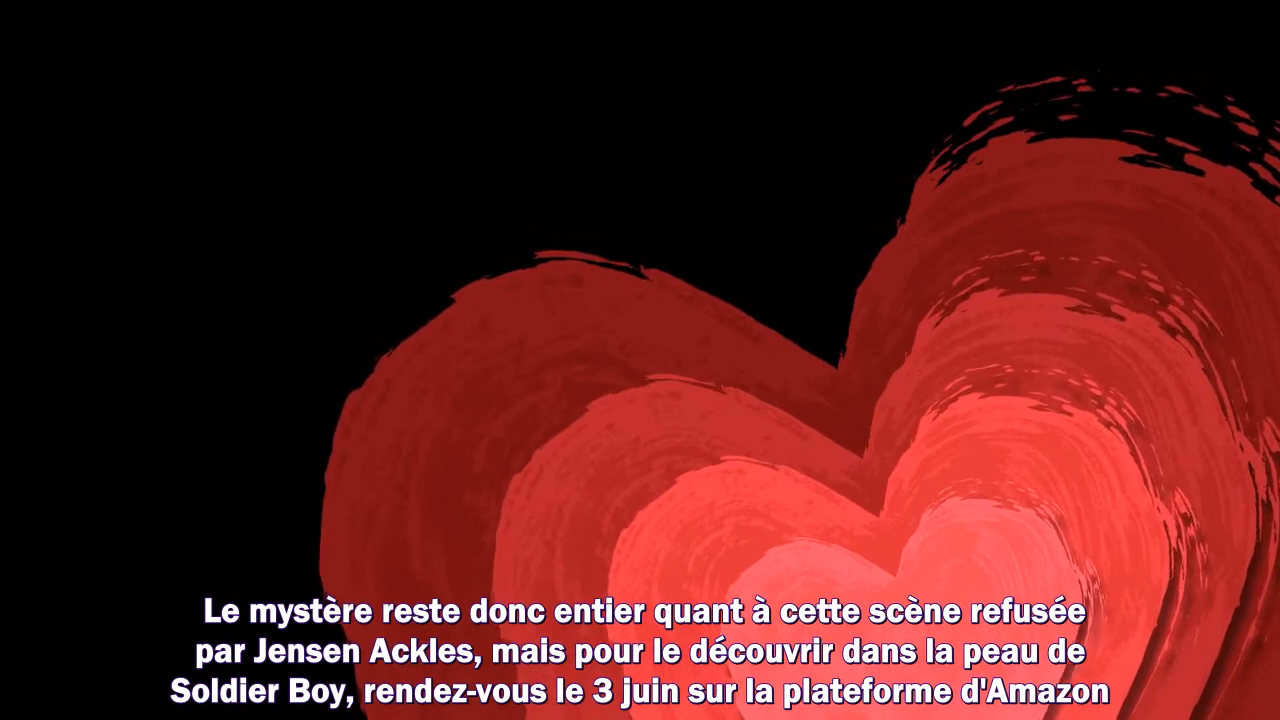 Le mystère reste donc entier quant à cette scène refusée
par Jensen Ackles, mais pour le découvrir dans la peau de
Soldier Boy, rendez-vous le 3 juin sur la plateforme d'Amazon